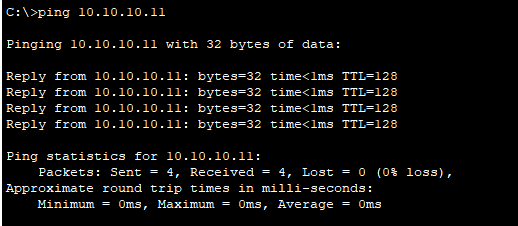 C:\>ping 10.10.10.11
Pinging 10.10.10.11 with 32 bytes of data:
Reply from 10.10.10.11: bytes=32 time<1ms TTL=128
Reply from 10.10.10.11: bytes=32 time<1ms TTL=128
Reply from 10.10.10.11: bytes=32 time<1ms TTL=128
Reply from 10.10.10.11: bytes=32 time<1ms TTL=128
Ping statistics for 10.10.10.11:
    Packets: Sent = 4, Received = 4, Lost = 0 (0% loss),
Approximate round trip times in milli-seconds:
    Minimum = 0ms, Maximum = 0ms, Average = 0ms